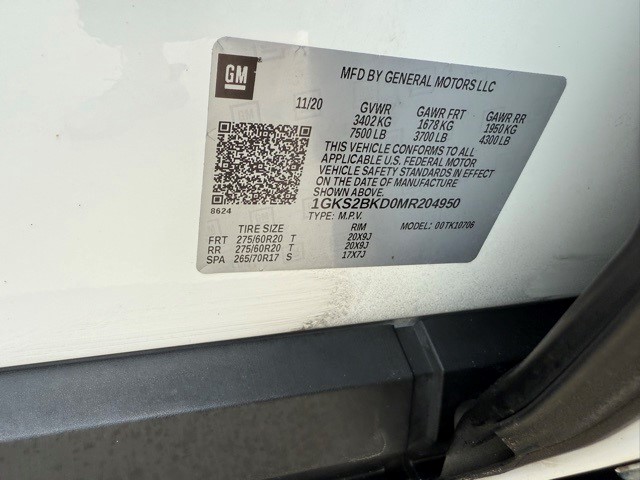 GM
MFD BY GENERAL MOTORS LLC
11/20 GVWR GAWR FRT GAWR RR
3402 KG 1678 KG 1950 KG
7500 LB 3700 LB 4300 LB
THIS VEHICLE CONFORMS TO ALL
APPLICABLE U.S. FEDERAL MOTOR
VEHICLE SAFETY STANDARDS IN EFFECT
ON THE DATE OF MANUFACTURE
SHOWN ABOVE.
1GKS2BKD0MR204950
8624 TYPE: M.P.V. MODEL: 00TK10706
TIRE SIZE RIM
FRT 275/60R20 T 20X9J
RR 275/60R20 T 20X9J
SPA 265/70R17 S 17X7J